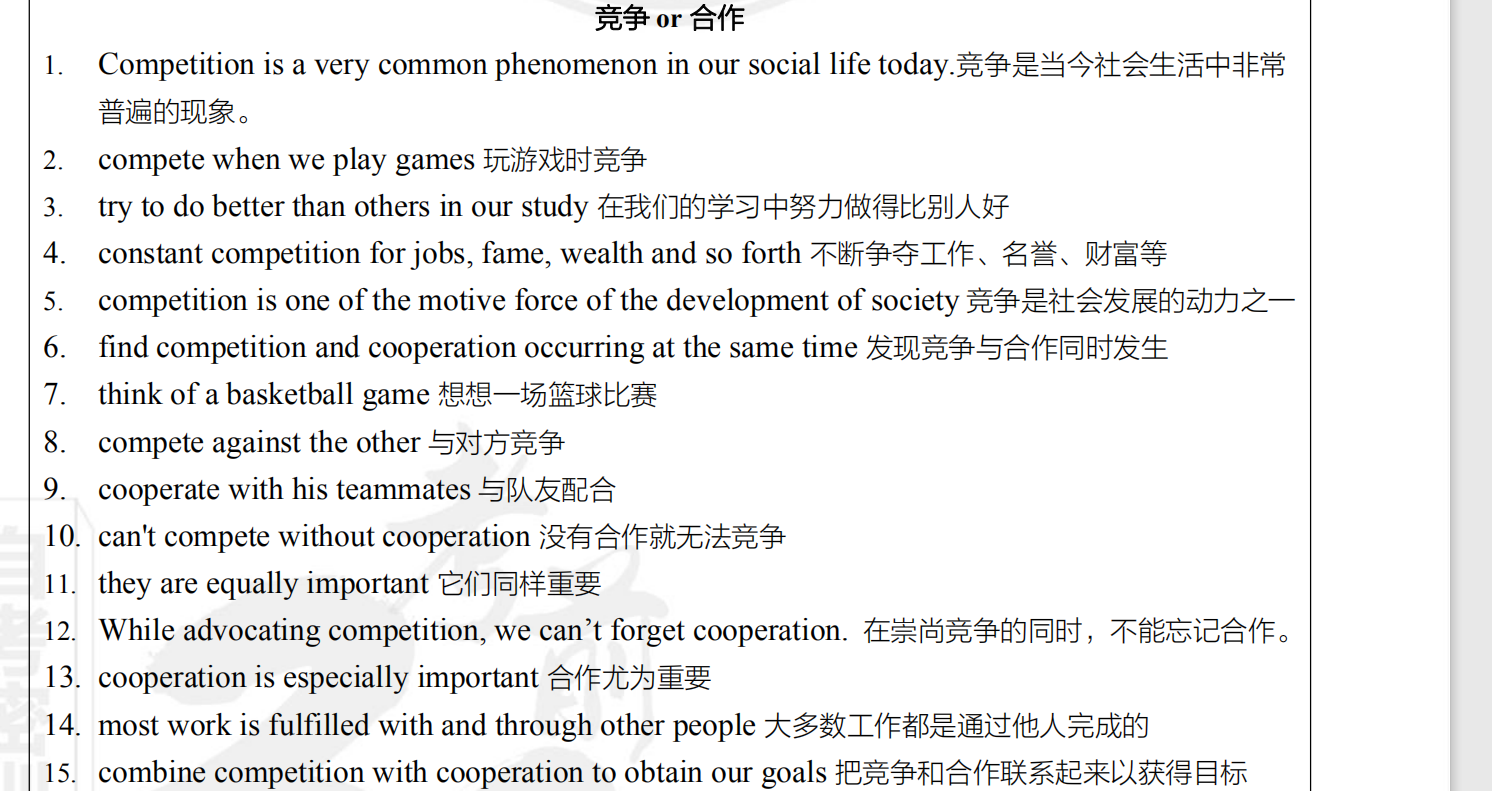 竞争 or 合作
1. Competition is a very common phenomenon in our social life today.竞争是当今社会生活中非常
普遍的现象。
2. compete when we play games 玩游戏时竞争
3. try to do better than others in our study 在我们的学习中努力做得比别人好
4. constant competition for jobs, fame, wealth and so forth 不断争夺工作、名誉、财富等
5. competition is one of the motive force of the development of society 竞争是社会发展的动力之一
6. find competition and cooperation occurring at the same time 发现竞争与合作同时发生
7. think of a basketball game 想想一场篮球比赛
8. compete against the other 与对方竞争
9. cooperate with his teammates 与队友配合
10. can't compete without cooperation 没有合作就无法竞争
11. they are equally important 它们同样重要
12. While advocating competition, we can’t forget cooperation. 在崇尚竞争的同时，不能忘记合作。
13. cooperation is especially important 合作尤为重要
14. most work is fulfilled with and through other people 大多数工作都是通过他人完成的
15. combine competition with cooperation to obtain our goals 把竞争和合作联系起来以获得目标